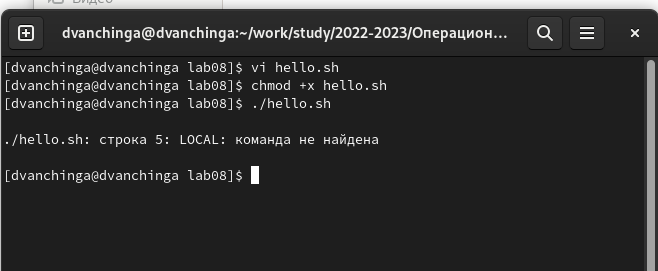 Видео
dvanchinga@dvanchinga:~/work/study/2022-2023/Операцион...
[dvanchinga@dvanchinga lab08]$ vi hello.sh
[dvanchinga@dvanchinga lab08]$ chmod +x hello.sh
[dvanchinga@dvanchinga lab08]$ ./hello.sh
./hello.sh: строка 5: LOCAL: команда не найдена
[dvanchinga@dvanchinga lab08]$